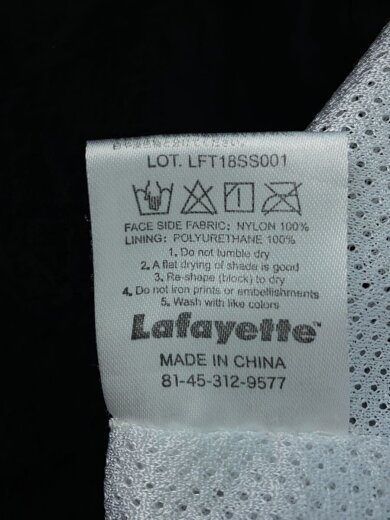 LOT. LFT18SS001
FACE SIDE FABRIC: NYLON 100%
LINING: POLYURETHANE 100%
1. Do not tumble dry
2. A flat drying of shade is good
3. Re-shape (block) to dry
4. Do not iron prints or embellishments
5. Wash with like colors
Lafayette™
MADE IN CHINA
81-45-312-9577